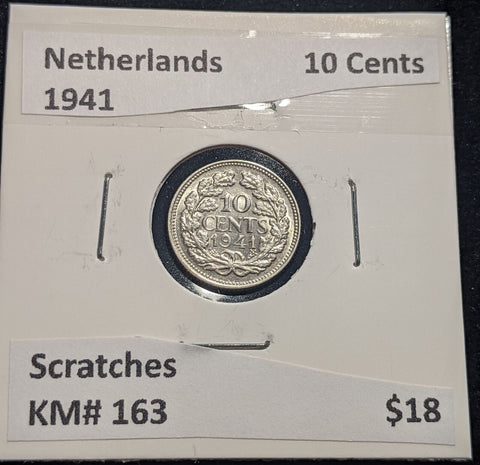 Netherlands 10 Cents
1941
10
CENTS
1941
Scratches
KM# 163 $18